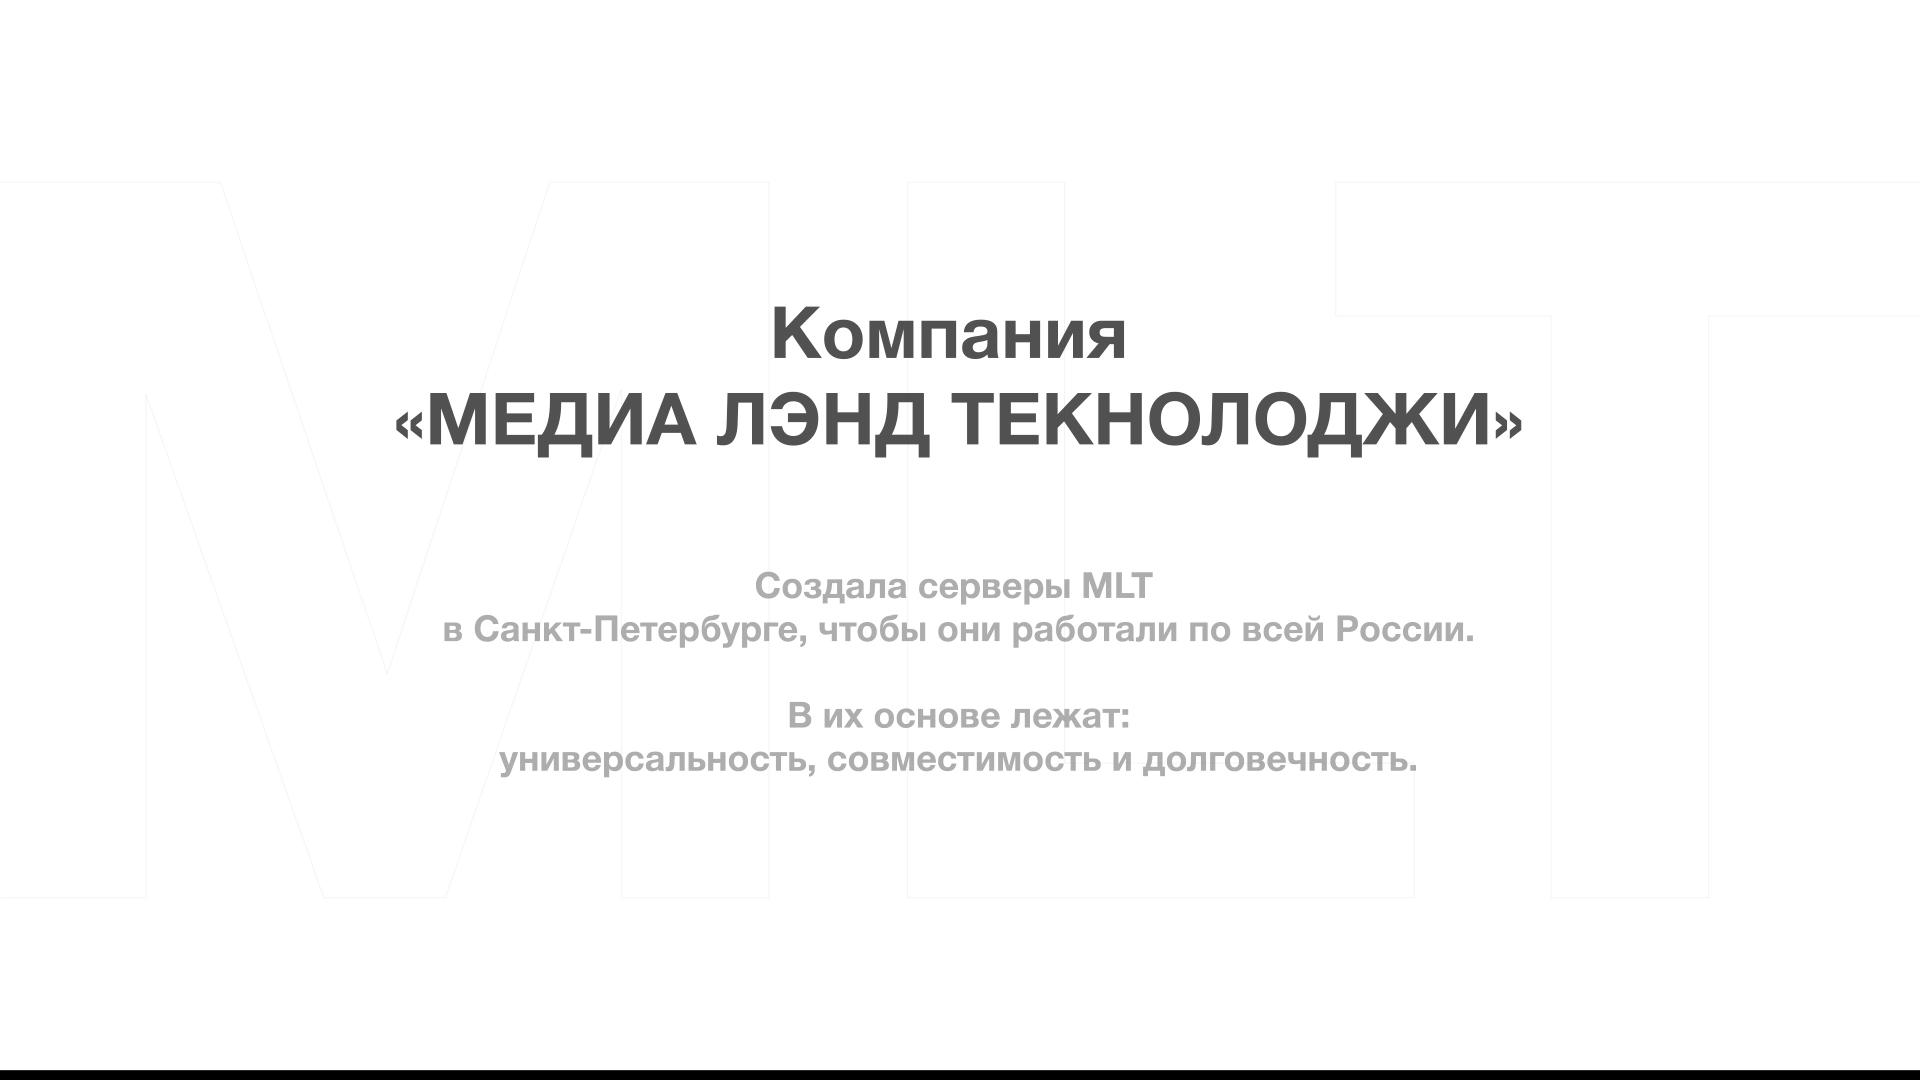 Компания
«МЕДИА ЛЭНД ТЕКНОЛОДЖИ»
Создала серверы MLT
в Санкт-Петербурге, чтобы они работали по всей России.
В их основе лежат:
универсальность, совместимость и долговечность.
MLT